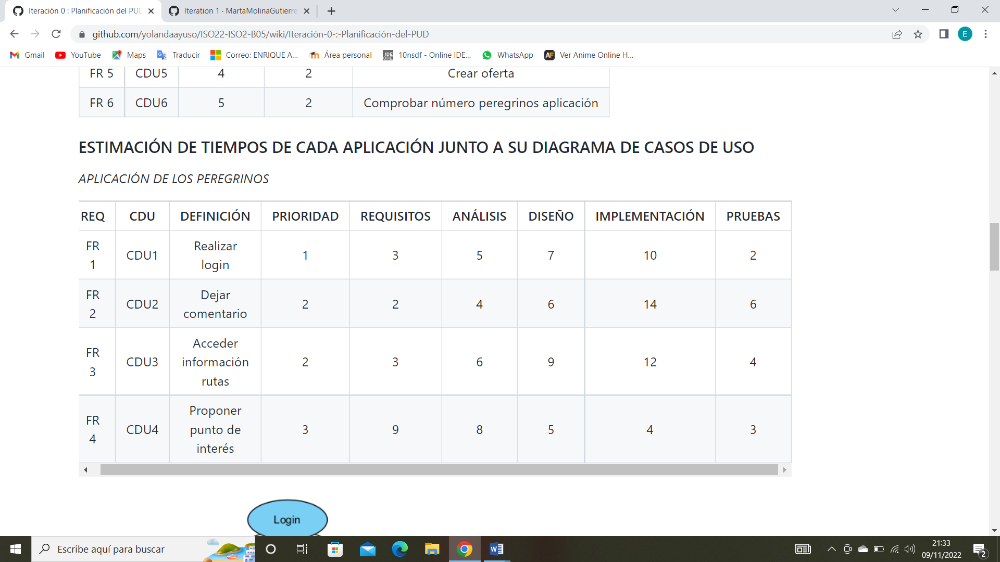 Iteración 0 : Planificación del PUD
Iteration 1 · MartaMolinaGutierre
github.com/yolandaayuso/ISO22-ISO2-B05/wiki/Iteración-0-:-Planificación-del-PUD
E
Gmail YouTube Maps Traducir Correo: ENRIQUE A... Área personal 10nsdf - Online IDE... WhatsApp Ver Anime Online H...
FR 5 CDU5 4 2 Crear oferta
FR 6 CDU6 5 2 Comprobar número peregrinos aplicación
ESTIMACIÓN DE TIEMPOS DE CADA APLICACIÓN JUNTO A SU DIAGRAMA DE CASOS DE USO
APLICACIÓN DE LOS PEREGRINOS
REQ CDU DEFINICIÓN PRIORIDAD REQUISITOS ANÁLISIS DISEÑO IMPLEMENTACIÓN PRUEBAS
FR 1 CDU1 Realizar login 1 3 5 7 10 2
FR 2 CDU2 Dejar comentario 2 2 4 6 14 6
FR 3 CDU3 Acceder información rutas 2 3 6 9 12 4
FR 4 CDU4 Proponer punto de interés 3 9 8 5 4 3
Login
Escribe aquí para buscar
21:33
09/11/2022
2